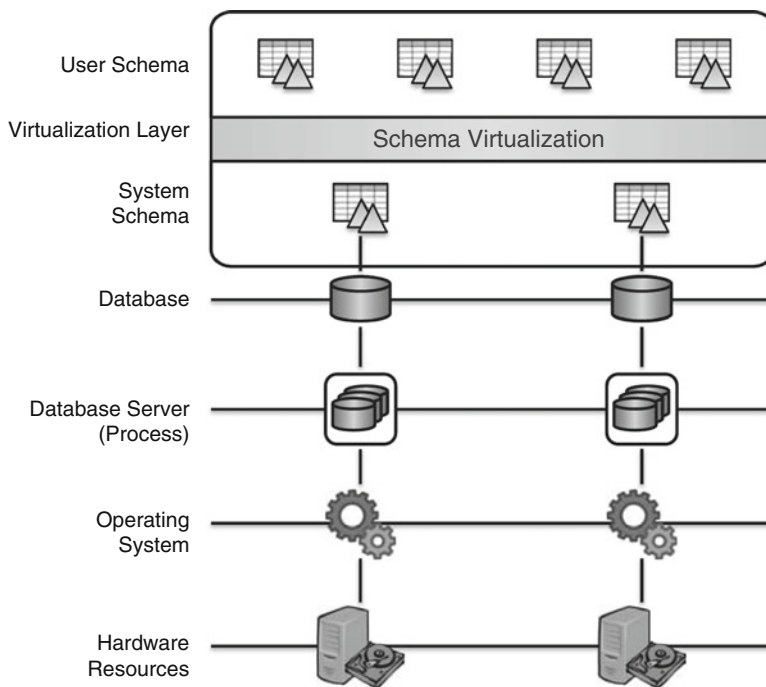 User Schema
Virtualization Layer
Schema Virtualization
System
Schema
Database
Database Server
(Process)
Operating
System
Hardware
Resources